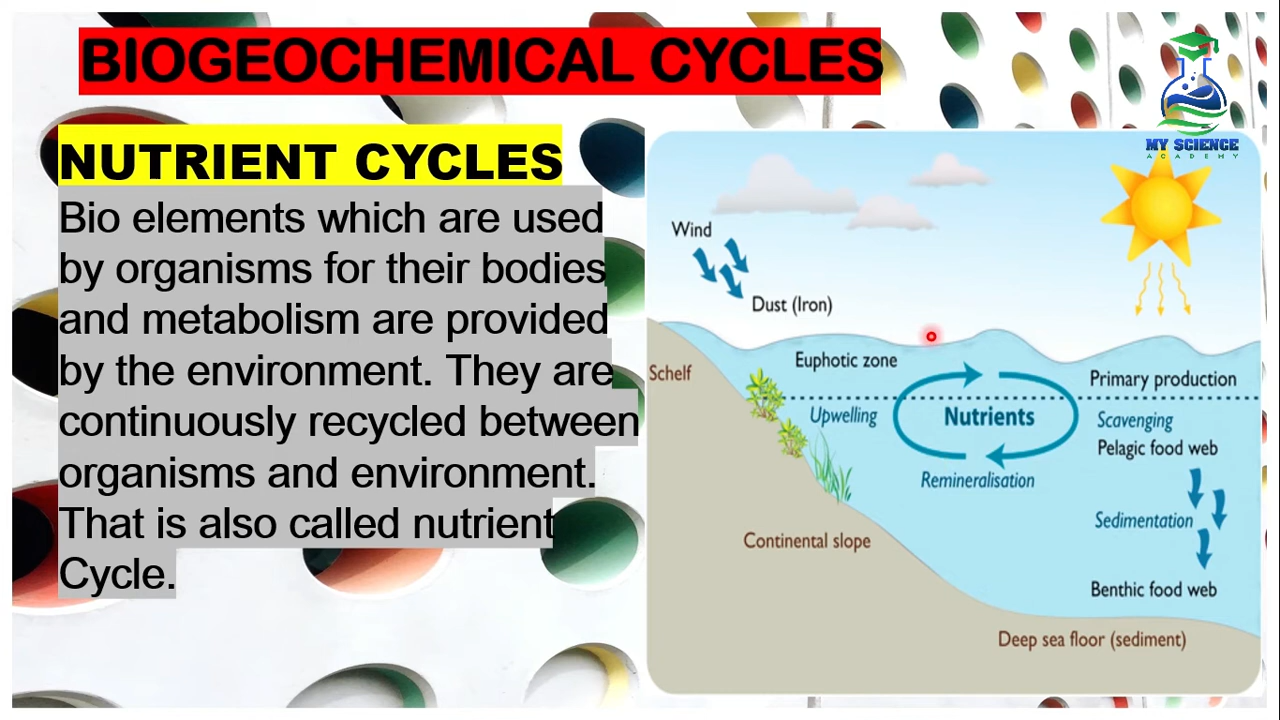 BIOGEOCHEMICAL CYCLES
MY SCIENCE
ACADEMY
NUTRIENT CYCLES
Bio elements which are used
by organisms for their bodies
and metabolism are provided
by the environment. They are
continuously recycled between
organisms and environment.
That is also called nutrient
Cycle.
Wind
Dust (Iron)
Schelf
Euphotic zone
Primary production
Upwelling
Nutrients
Scavenging
Pelagic food web
Remineralisation
Sedimentation
Continental slope
Benthic food web
Deep sea floor (sediment)